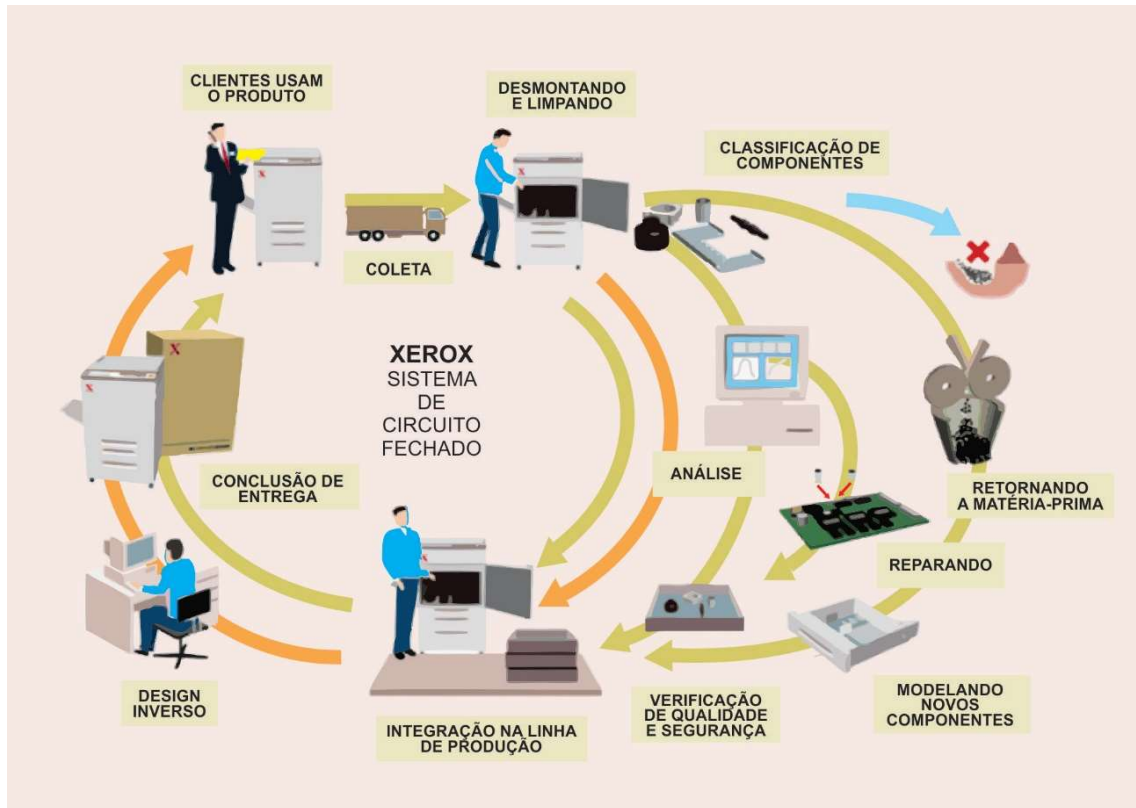 CLIENTES USAM
O PRODUTO
DESMONTANDO
E LIMPANDO
CLASSIFICAÇÃO DE
COMPONENTES
COLETA
XEROX
SISTEMA
DE
CIRCUITO
FECHADO
ANÁLISE
RETORNANDO
A MATÉRIA-PRIMA
CONCLUSÃO DE
ENTREGA
REPARANDO
DESIGN
INVERSO
INTEGRAÇÃO NA LINHA
DE PRODUÇÃO
VERIFICAÇÃO
DE QUALIDADE
E SEGURANÇA
MODELANDO
NOVOS
COMPONENTES